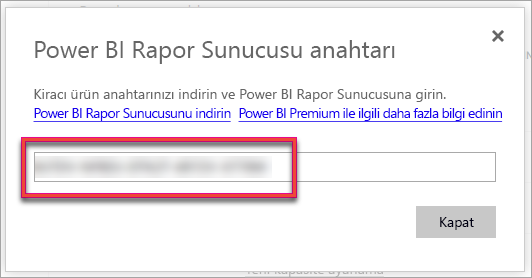 Power BI Rapor Sunucusu anahtarı
Kiracı ürün anahtarınızı indirin ve Power BI Rapor Sunucusuna girin.
Power BI Rapor Sunucusunu indirin Power BI Premium ile ilgili daha fazla bilgi edinin
Kapat